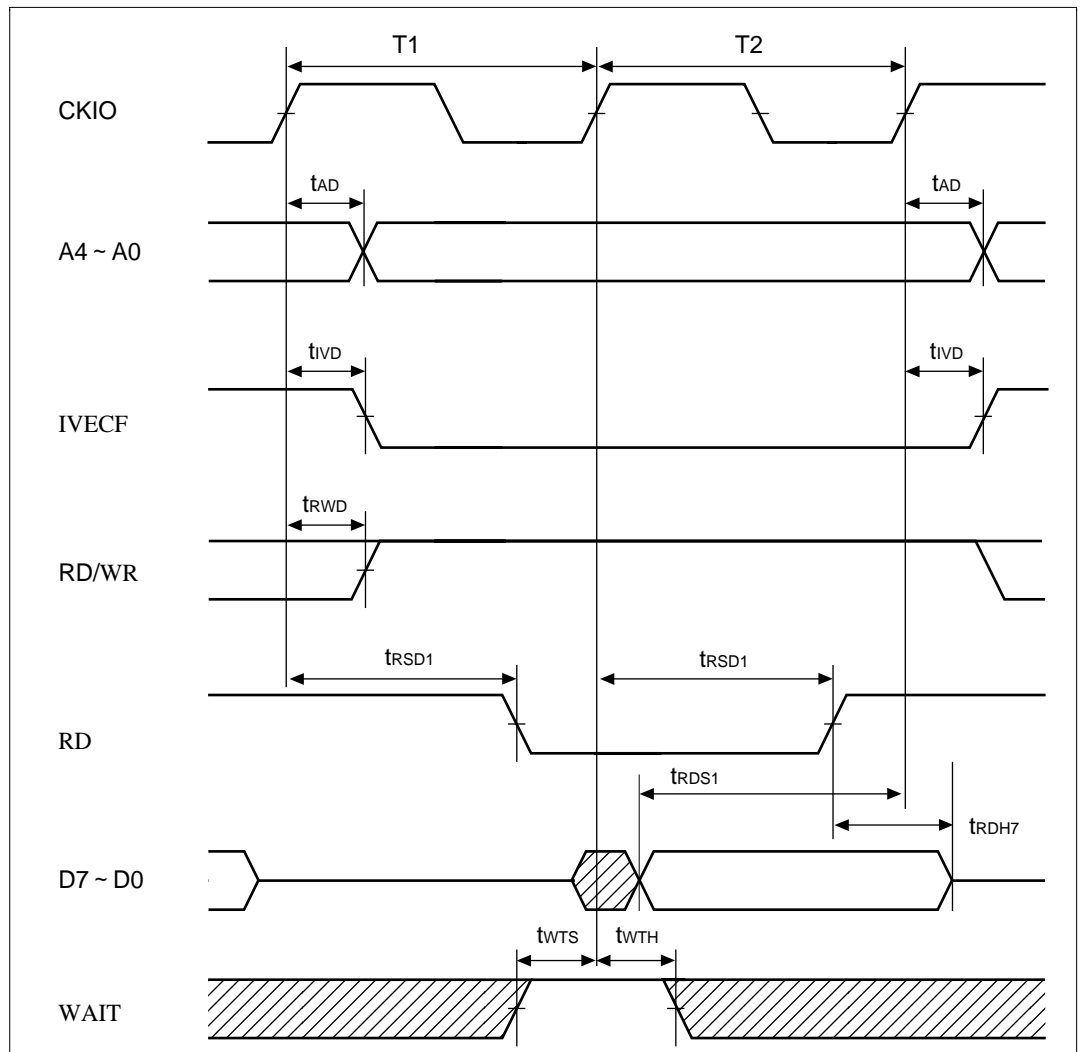 T1 T2
CKIO
tAD tAD
A4 ~ A0
tIVD tIVD
IVECF
tRWD
RD/WR
tRSD1 tRSD1
RD
tRDS1
tRDH7
D7 ~ D0
tWTS tWTH
WAIT